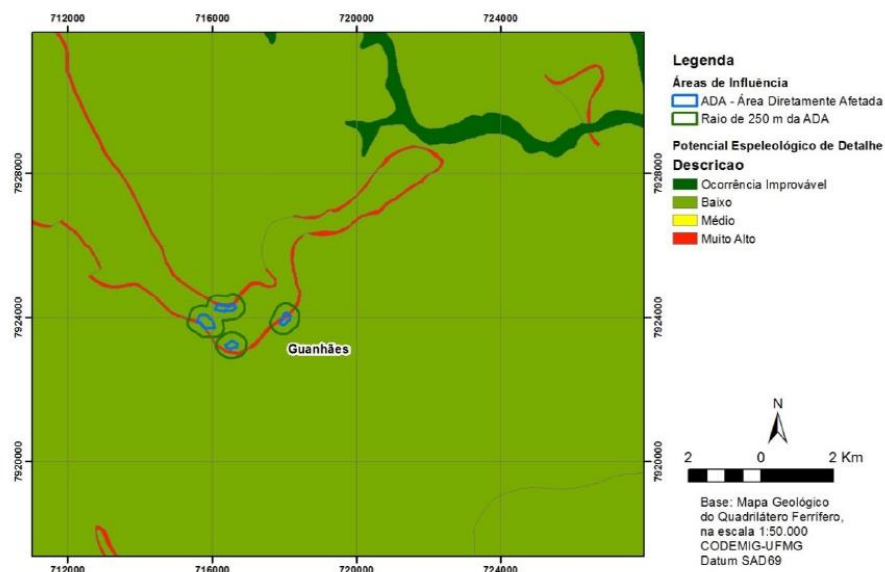 712000 716000 720000 724000
7928000
7924000
7920000
Guanhães
712000 716000 720000 724000
Legenda
Áreas de Influência
ADA - Área Diretamente Afetada
Raio de 250 m da ADA
Potencial Espeleológico de Detalhe
Descricao
Ocorrência Improvável
Baixo
Médio
Muito Alto
N
2 0 2 Km
Base: Mapa Geológico
do Quadrilátero Ferrífero,
na escala 1:50.000
CODEMIG-UFMG
Datum SAD69